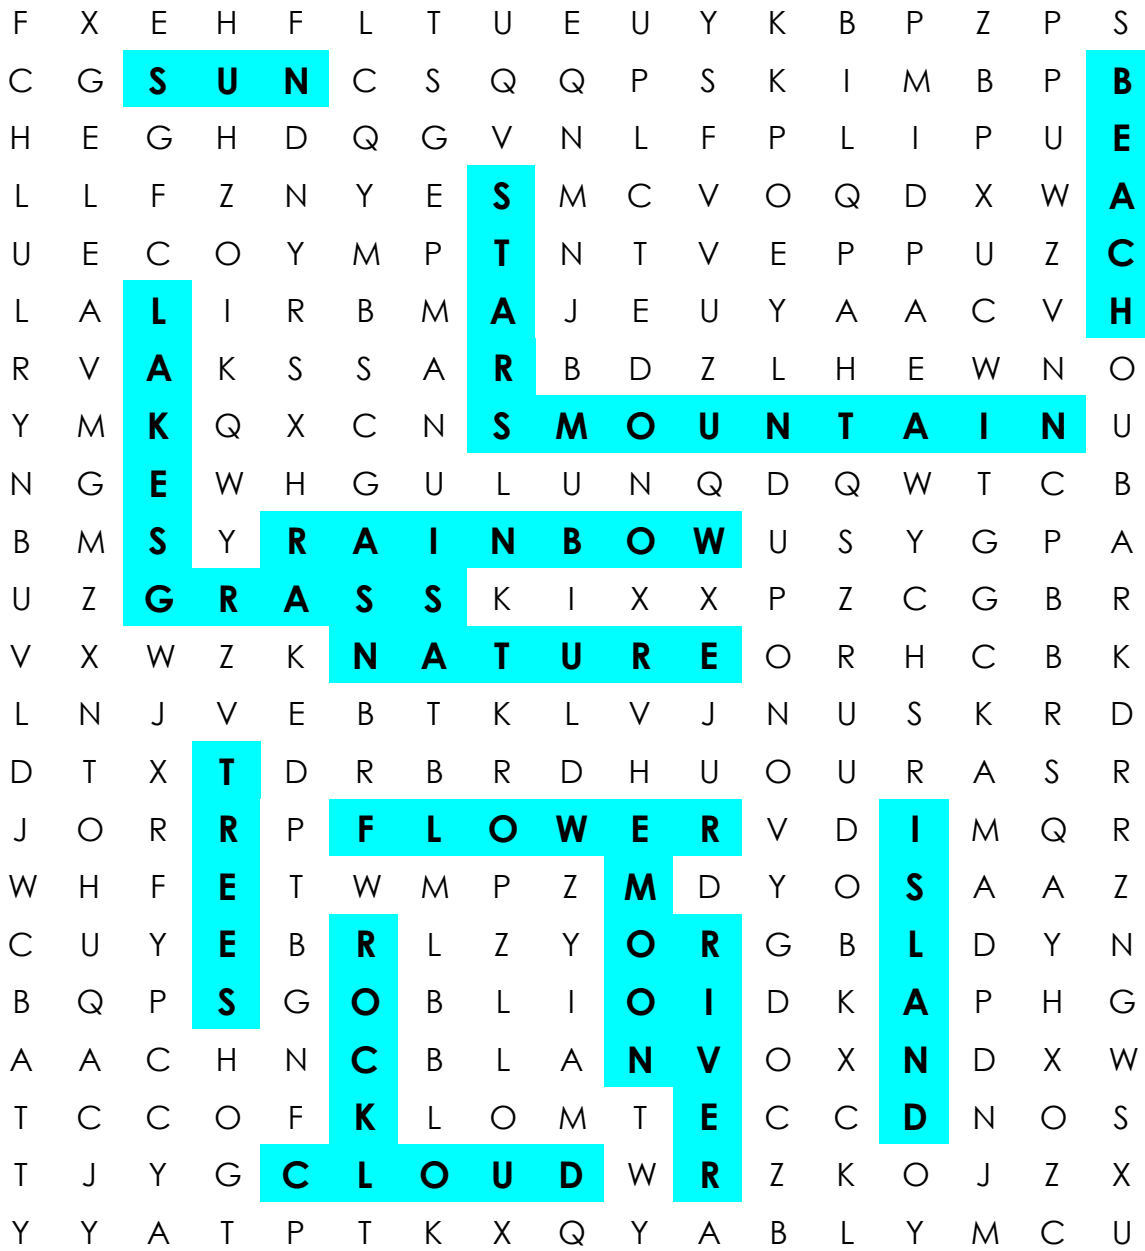 F X E H F L T U E U Y K B P Z P S
C G S U N C S Q Q P S K I M B P B
H E G H D Q G V N L F P L I P U E
L L F Z N Y E S M C V O Q D X W A
U E C O Y M P T N T V E P P U Z C
L A L I R B M A J E U Y A A C V H
R V A K S S A R B D Z L H E W N O
Y M K Q X C N S M O U N T A I N U
N G E W H G U L U N Q D Q W T C B
B M S Y R A I N B O W U S Y G P A
U Z G R A S S K I X X P Z C G B R
V X W Z K N A T U R E O R H C B K
L N J V E B T K L V J N U S K R D
D T X T D R B R D H U O U R A S R
J O R R P F L O W E R V D I M Q R
W H F E T W M P Z M D Y O S A A Z
C U Y E B R L Z Y O R G B L D Y N
B Q P S G O B L I O I D K A P H G
A A C H N C B L A N V O X N D X W
T C C O F K L O M T E C C D N O S
T J Y G C L O U D W R Z K O J Z X
Y Y A T P T K X Q Y A B L Y M C U